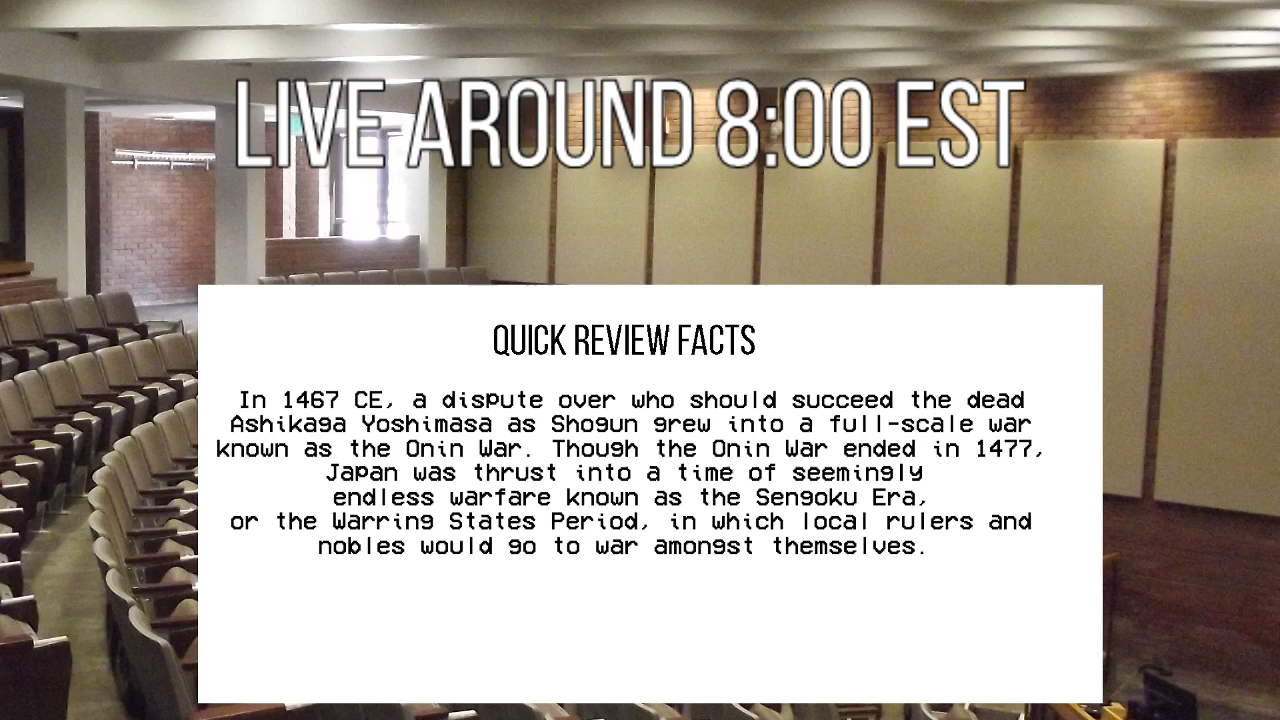 LIVE AROUND 8:00 EST
QUICK REVIEW FACTS
In 1467 CE, a dispute over who should succeed the dead
Ashikaga Yoshimasa as Shogun grew into a full-scale war
known as the Onin War. Though the Onin War ended in 1477,
Japan was thrust into a time of seemingly
endless warfare known as the Sengoku Era,
or the Warring States Period, in which local rulers and
nobles would go to war amongst themselves.